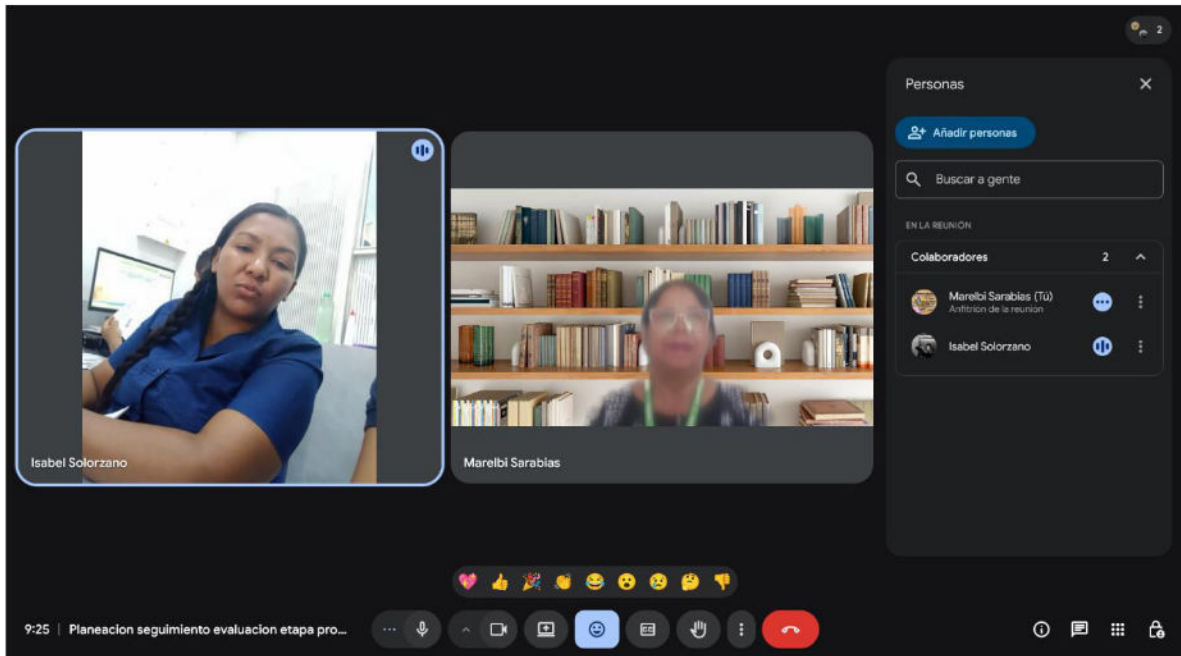 2
Personas
Añadir personas
Buscar a gente
EN LA REUNIÓN
Colaboradores 2
Marelbi Sarabias (Tú)
Anfitrión de la reunión
Isabel Solorzano
Isabel Solorzano
Marelbi Sarabias
9:25 | Planeacion seguimiento evaluacion etapa pro...